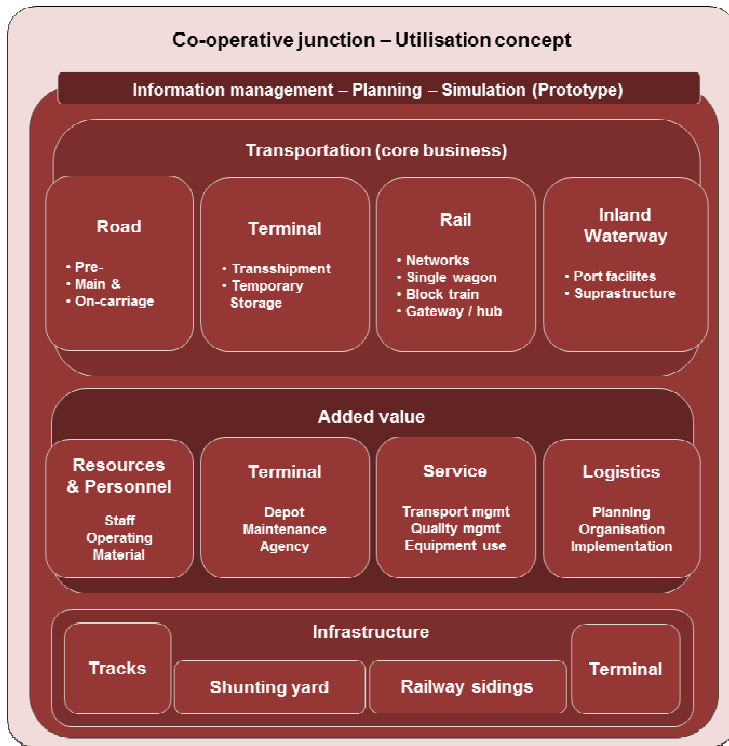 Co-operative junction – Utilisation concept
Information management – Planning – Simulation (Prototype)
Transportation (core business)
Road
• Pre-
• Main &
• On-carriage
Terminal
• Transshipment
• Temporary
Storage
Rail
• Networks
• Single wagon
• Block train
• Gateway / hub
Inland
Waterway
• Port facilites
• Suprastructure
Added value
Resources
& Personnel
Staff
Operating
Material
Terminal
Depot
Maintenance
Agency
Service
Transport mgmt
Quality mgmt
Equipment use
Logistics
Planning
Organisation
Implementation
Infrastructure
Tracks
Shunting yard
Railway sidings
Terminal